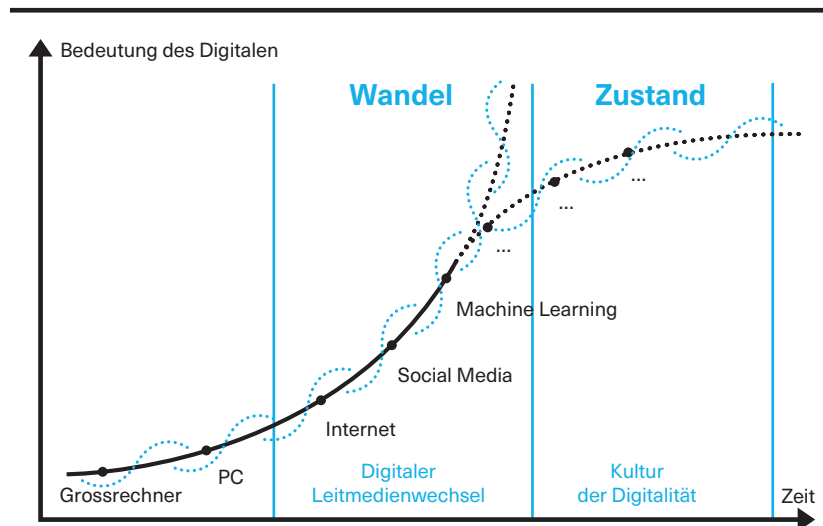 Bedeutung des Digitalen
Wandel
Zustand
...
...
...
Machine Learning
Social Media
Internet
PC
Grossrechner
Digitaler
Leitmedienwechsel
Kultur
der Digitalität
Zeit